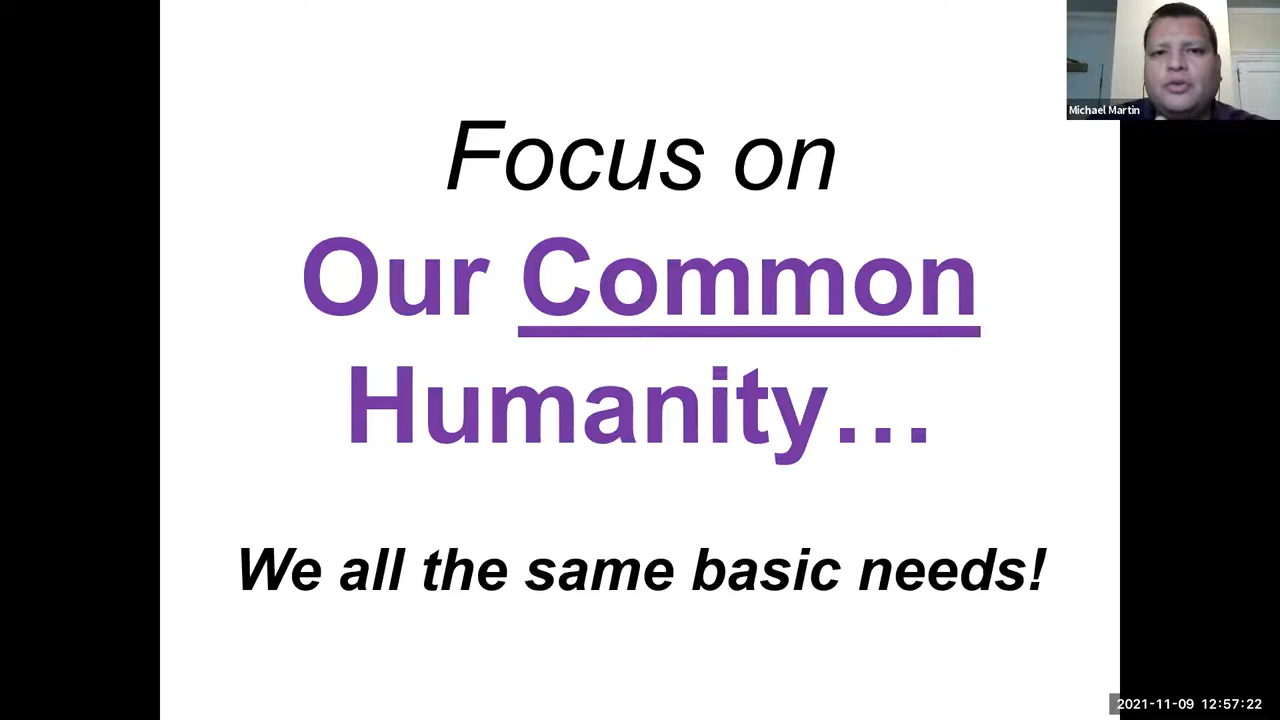 Michael Martin
Focus on
Our Common
Humanity...
We all the same basic needs!
2021-11-09 12:57:22